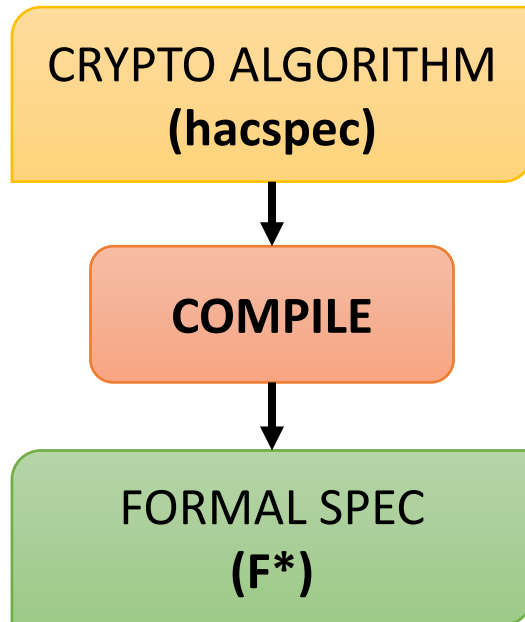 CRYPTO ALGORITHM
(hacspec)
COMPILE
FORMAL SPEC
(F*)